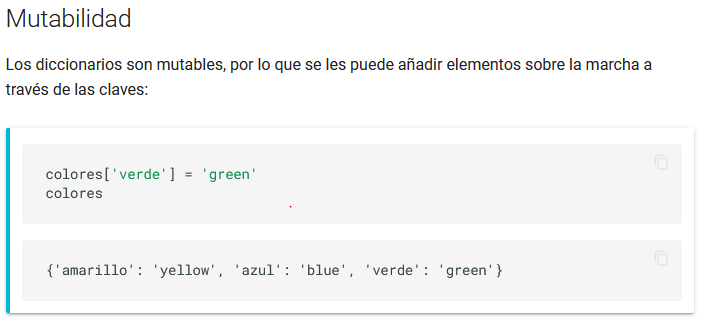 Mutabilidad
Los diccionarios son mutables, por lo que se les puede añadir elementos sobre la marcha a
través de las claves:
colores['verde'] = 'green'
colores
{'amarillo': 'yellow', 'azul': 'blue', 'verde': 'green'}